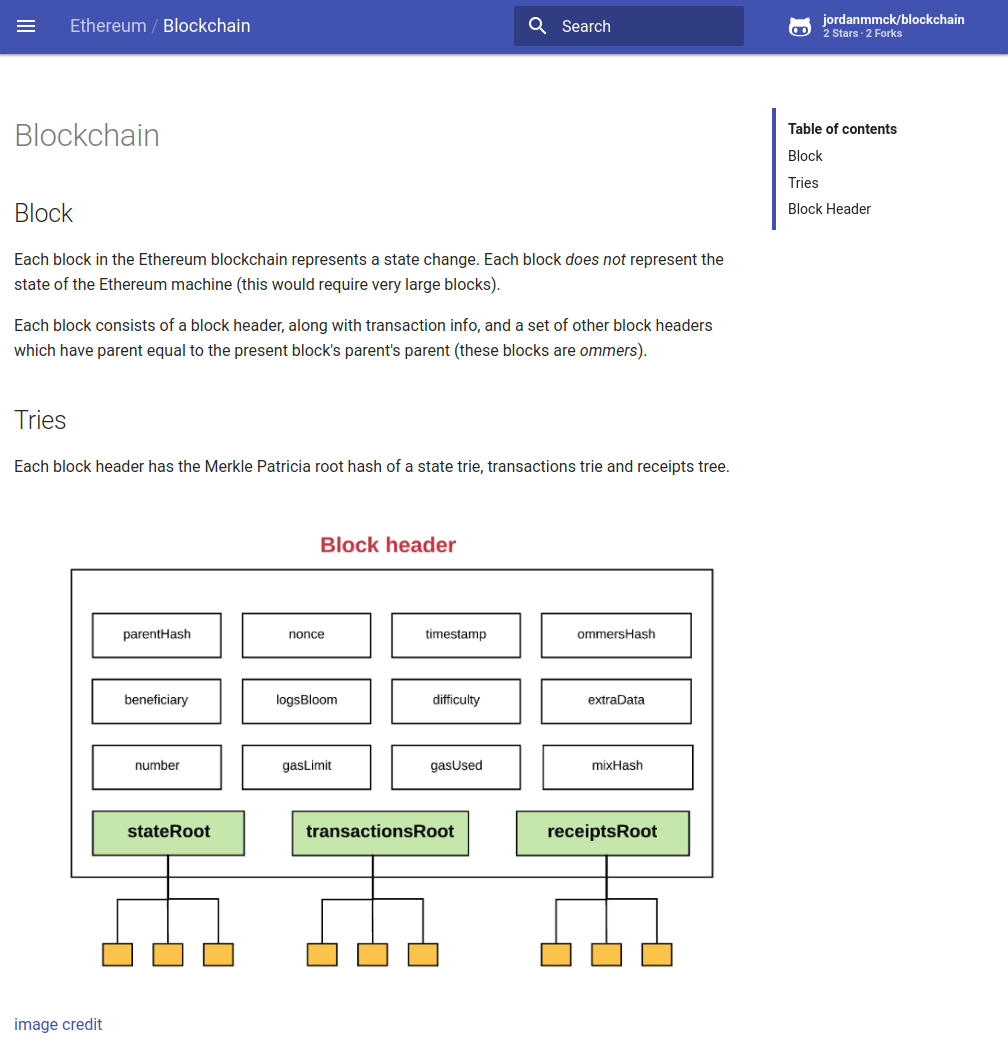 Ethereum / Blockchain
Search
jordanmmck/blockchain
2 Stars · 2 Forks
Blockchain
Table of contents
Block
Tries
Block Header
Block
Each block in the Ethereum blockchain represents a state change. Each block does not represent the
state of the Ethereum machine (this would require very large blocks).
Each block consists of a block header, along with transaction info, and a set of other block headers
which have parent equal to the present block's parent's parent (these blocks are ommers).
Tries
Each block header has the Merkle Patricia root hash of a state trie, transactions trie and receipts tree.
Block header
parentHash nonce timestamp ommersHash
beneficiary logsBloom difficulty extraData
number gasLimit gasUsed mixHash
stateRoot transactionsRoot receiptsRoot
image credit